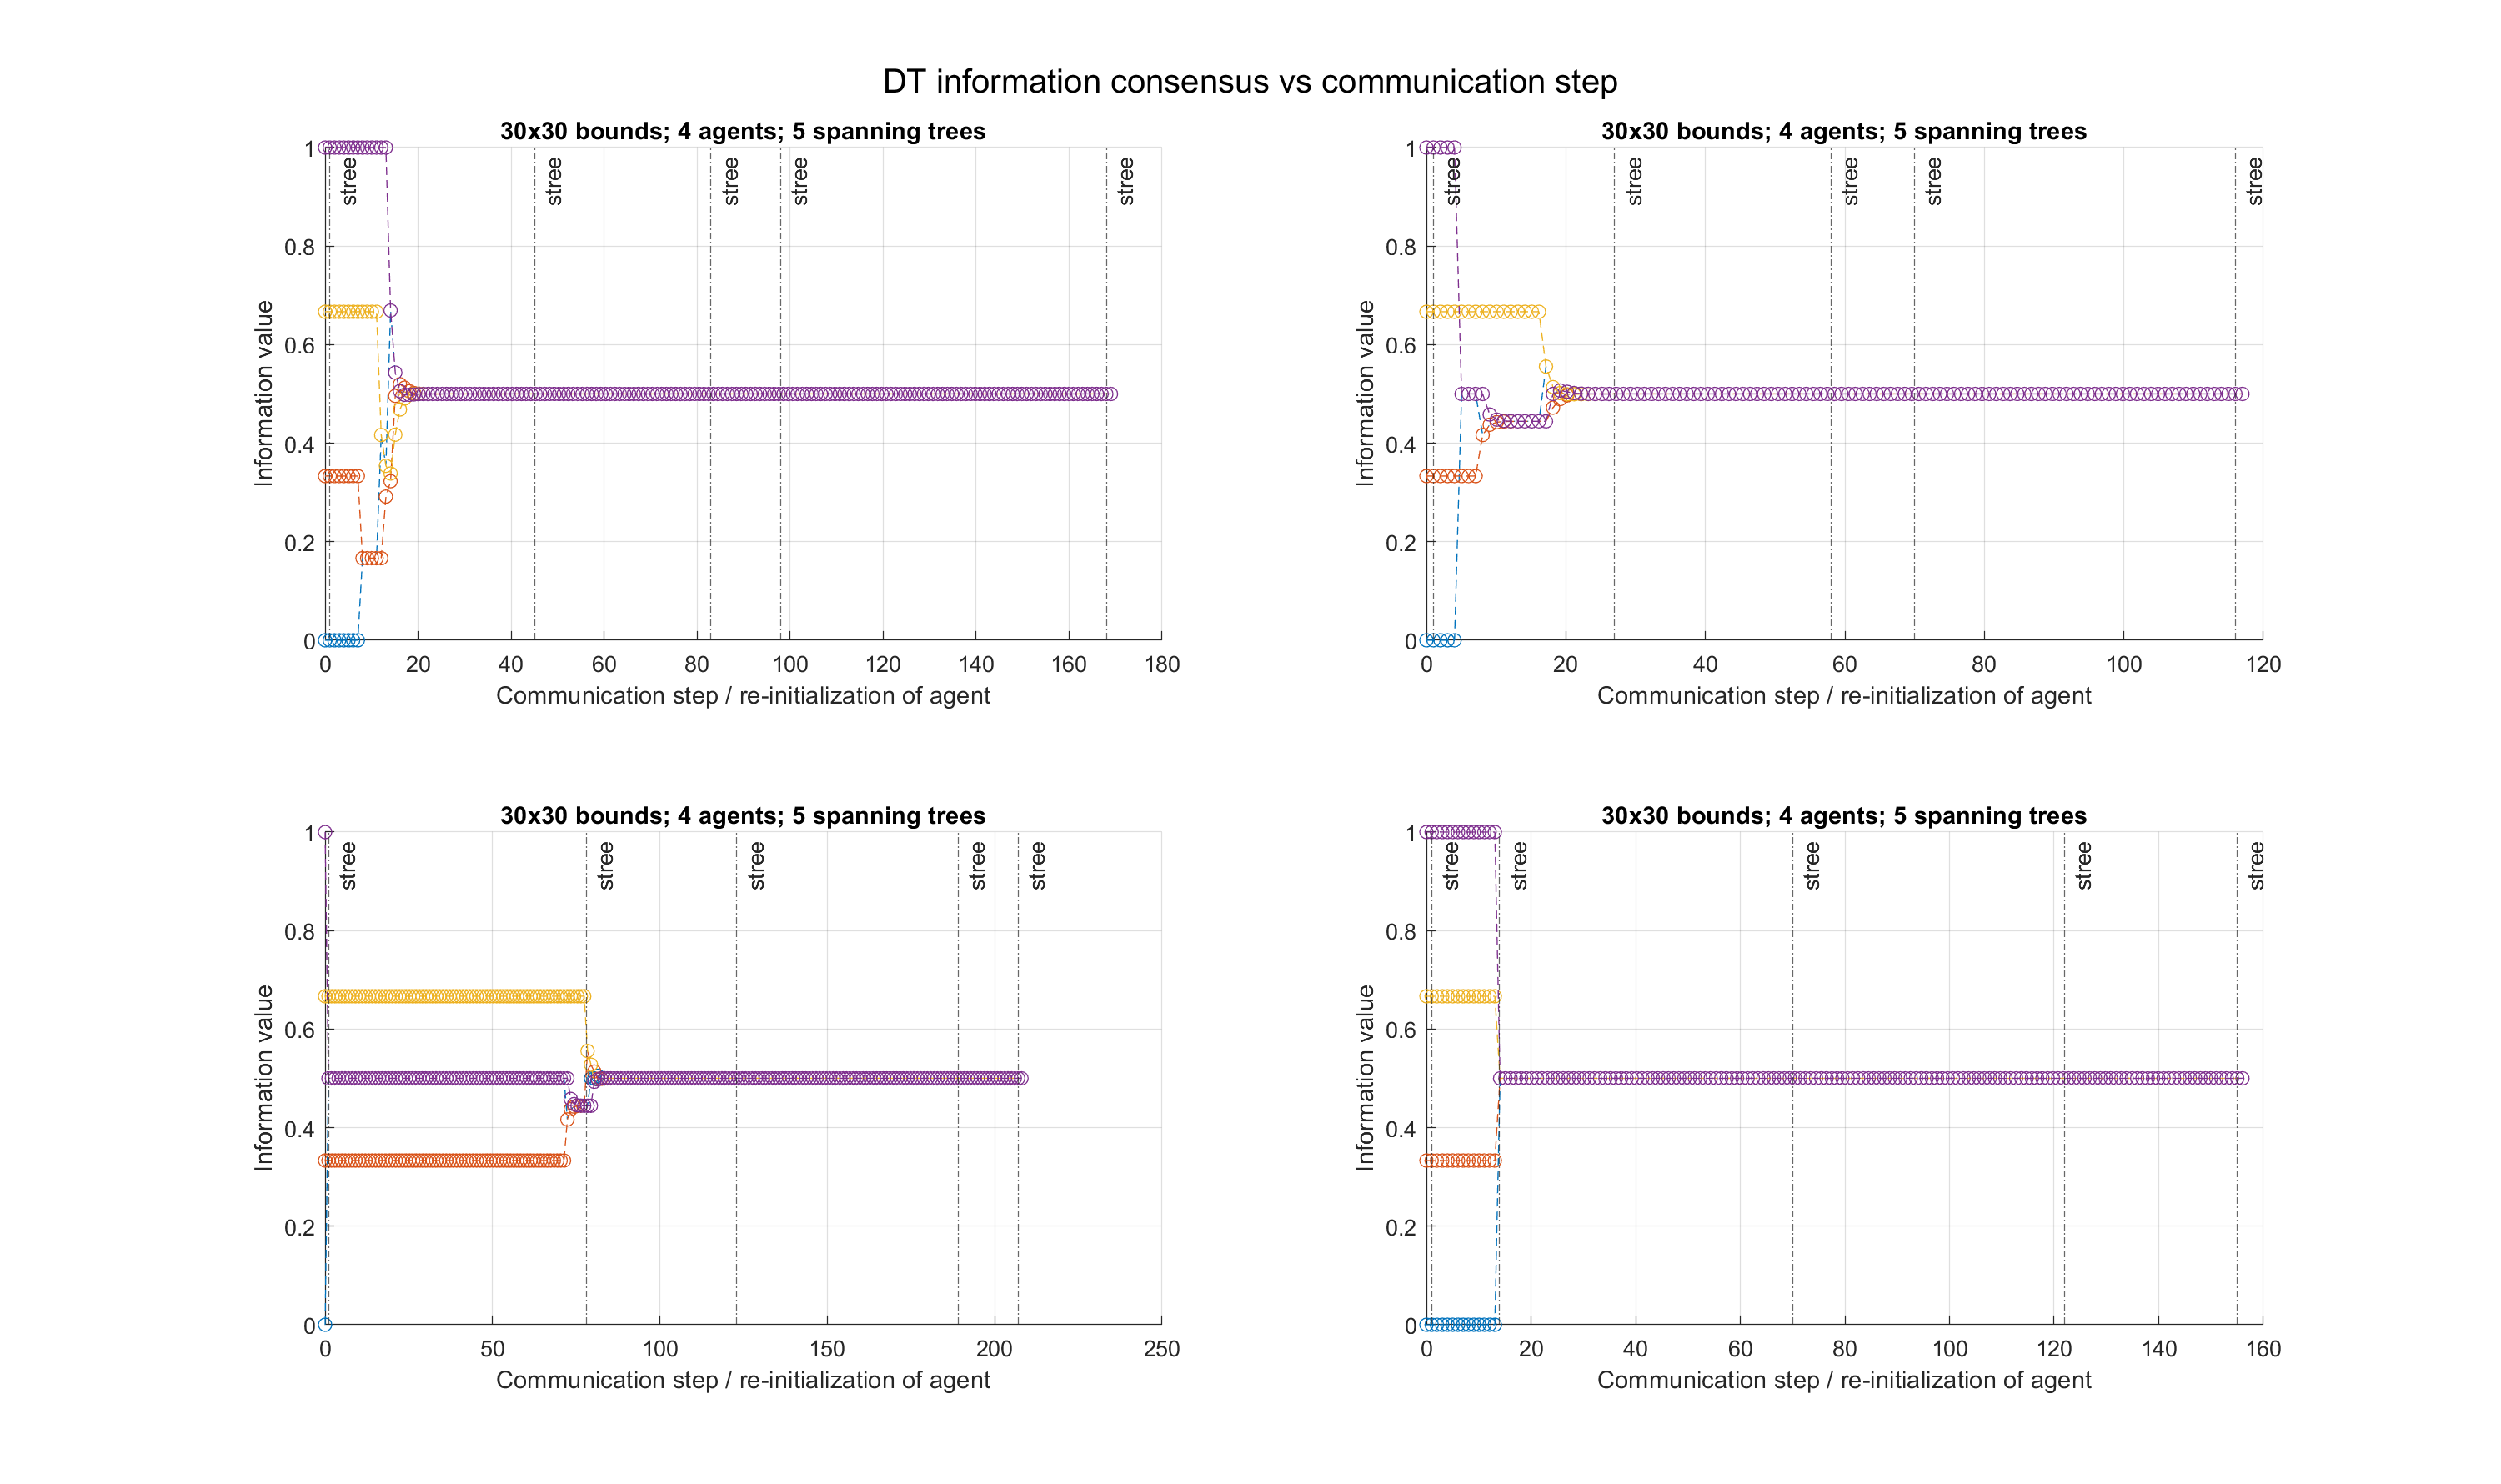 DT information consensus vs communication step
30x30 bounds; 4 agents; 5 spanning trees
1
0.8
0.6
0.4
0.2
0
Information value
stree
stree
stree
stree
stree
0 20 40 60 80 100 120 140 160 180
Communication step / re-initialization of agent
30x30 bounds; 4 agents; 5 spanning trees
1
0.8
0.6
0.4
0.2
0
Information value
stree
stree
stree
stree
stree
0 20 40 60 80 100 120
Communication step / re-initialization of agent
30x30 bounds; 4 agents; 5 spanning trees
1
0.8
0.6
0.4
0.2
0
Information value
stree
stree
stree
stree
stree
0 50 100 150 200 250
Communication step / re-initialization of agent
30x30 bounds; 4 agents; 5 spanning trees
1
0.8
0.6
0.4
0.2
0
Information value
stree
stree
stree
stree
stree
0 20 40 60 80 100 120 140 160
Communication step / re-initialization of agent